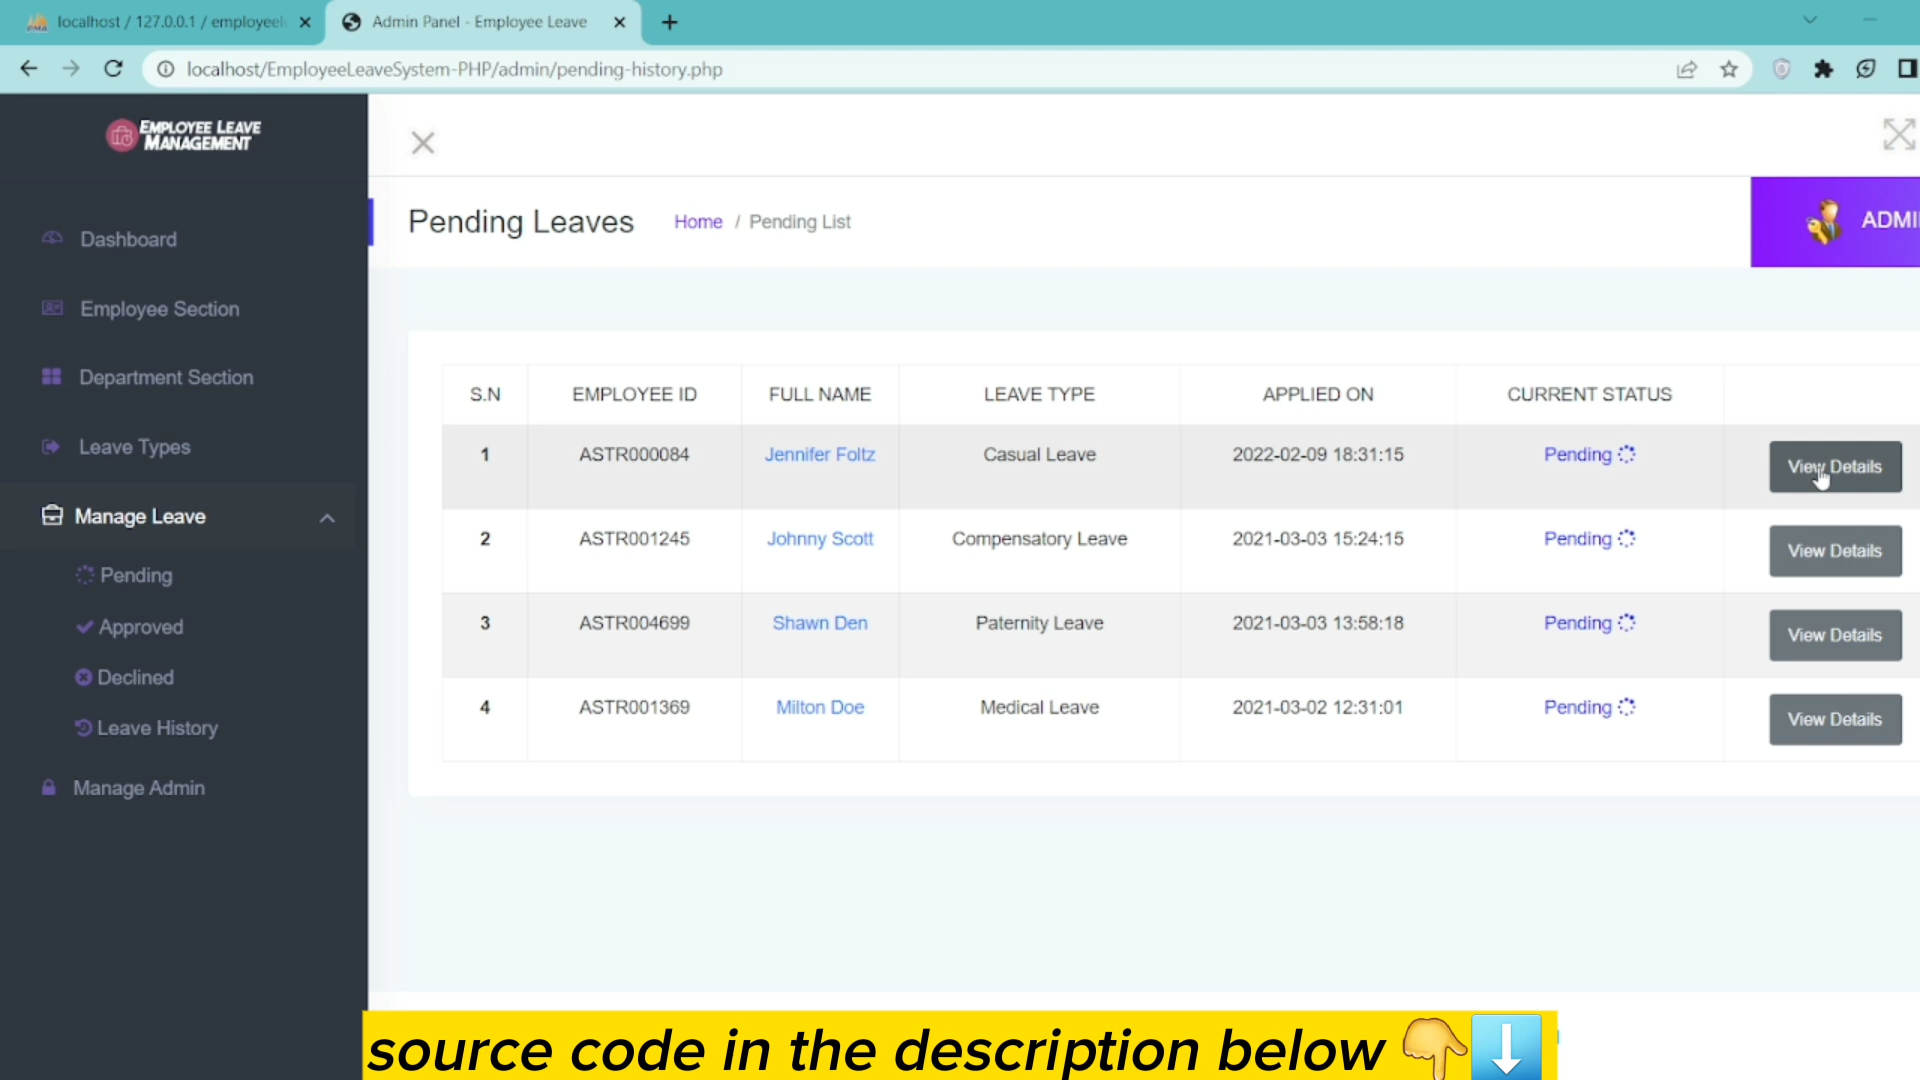 localhost / 127.0.0.1 / employeel
Admin Panel - Employee Leave
localhost/EmployeeLeaveSystem-PHP/admin/pending-history.php
EMPLOYEE LEAVE
MANAGEMENT
Dashboard
Employee Section
Department Section
Leave Types
Manage Leave
Pending
Approved
Declined
Leave History
Manage Admin
Pending Leaves
Home / Pending List
ADMI
S.N EMPLOYEE ID FULL NAME LEAVE TYPE APPLIED ON CURRENT STATUS
1 ASTR000084 Jennifer Foltz Casual Leave 2022-02-09 18:31:15 Pending View Details
2 ASTR001245 Johnny Scott Compensatory Leave 2021-03-03 15:24:15 Pending View Details
3 ASTR004699 Shawn Den Paternity Leave 2021-03-03 13:58:18 Pending View Details
4 ASTR001369 Milton Doe Medical Leave 2021-03-02 12:31:01 Pending View Details
source code in the description below 👇⬇️